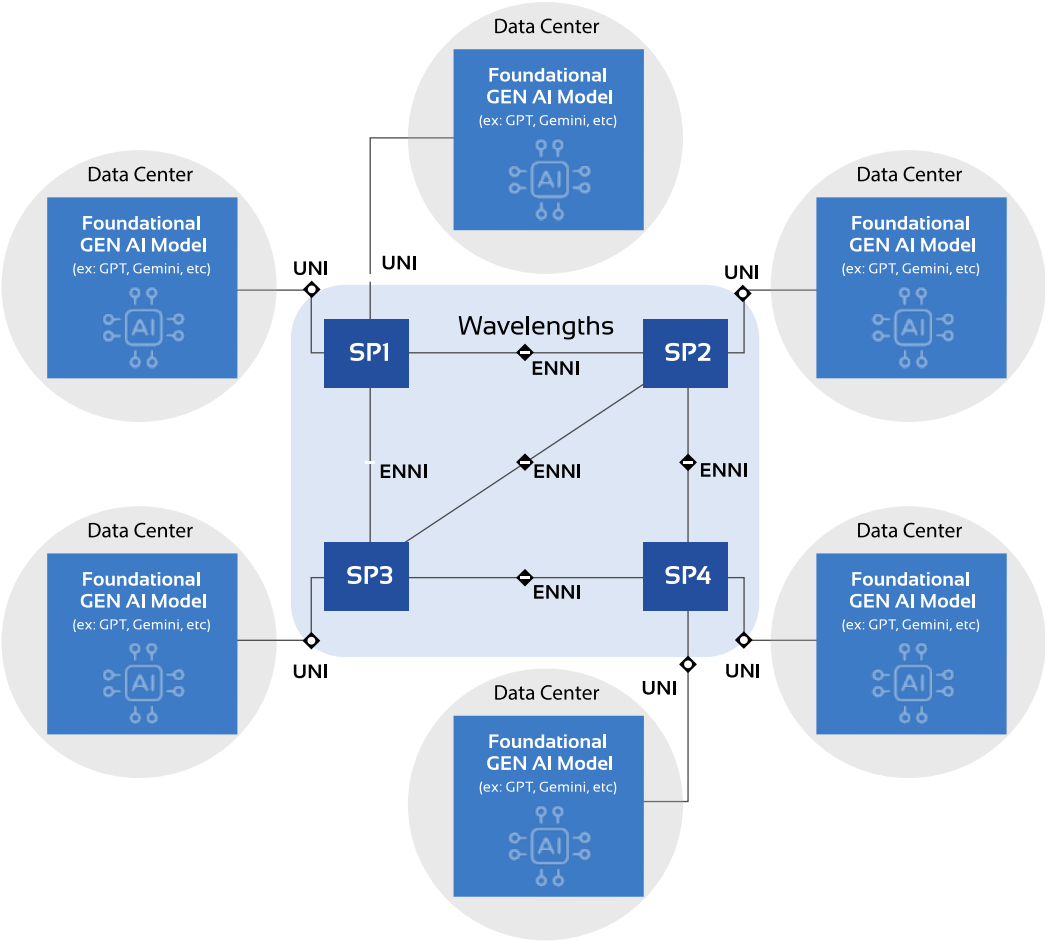 Data Center
Foundational
GEN AI Model
(ex: GPT, Gemini, etc)
AI
Data Center
Foundational
GEN AI Model
(ex: GPT, Gemini, etc)
AI
Data Center
Foundational
GEN AI Model
(ex: GPT, Gemini, etc)
AI
UNI
UNI
UNI
Wavelengths
SP1
SP2
ENNI
ENNI
ENNI
ENNI
SP3
SP4
ENNI
Data Center
Foundational
GEN AI Model
(ex: GPT, Gemini, etc)
AI
Data Center
Foundational
GEN AI Model
(ex: GPT, Gemini, etc)
AI
UNI
UNI
UNI
Data Center
Foundational
GEN AI Model
(ex: GPT, Gemini, etc)
AI